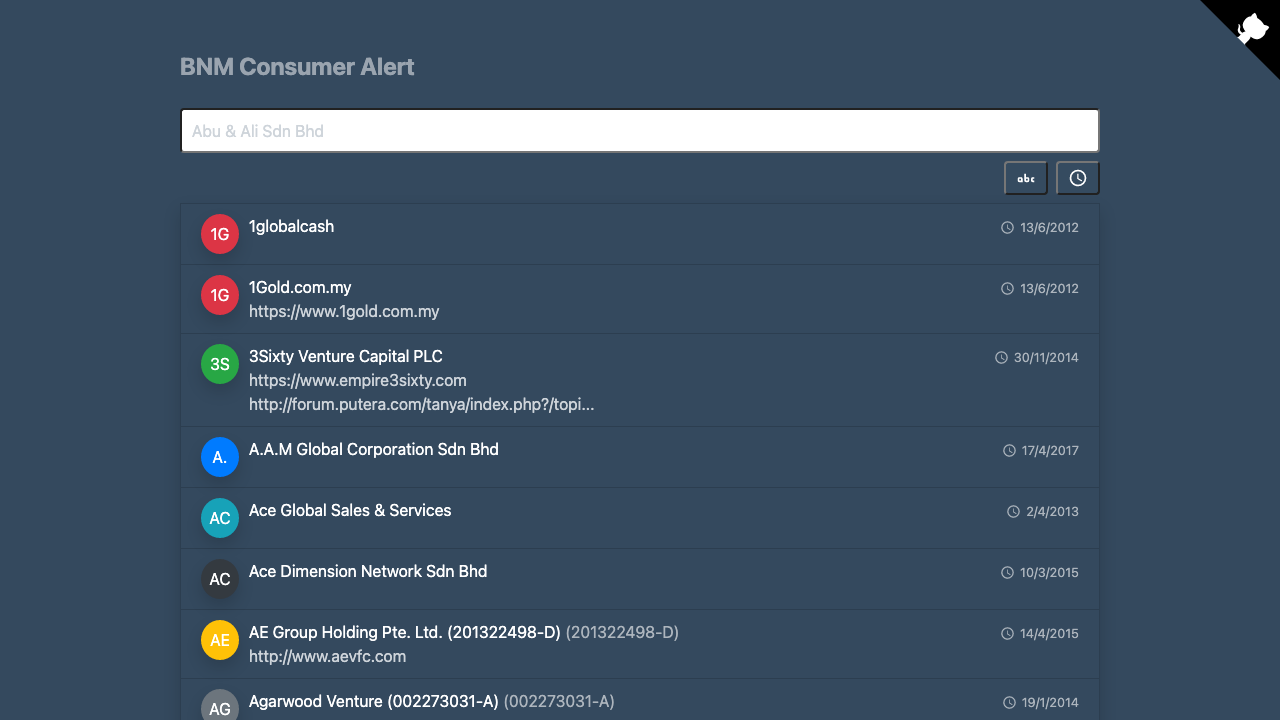 BNM Consumer Alert
Abu & Ali Sdn Bhd
abc
1G 1globalcash 13/6/2012
1G 1Gold.com.my 13/6/2012
https://www.1gold.com.my
3S 3Sixty Venture Capital PLC 30/11/2014
https://www.empire3sixty.com
http://forum.putera.com/tanya/index.php?/topi...
A. A.A.M Global Corporation Sdn Bhd 17/4/2017
AC Ace Global Sales & Services 2/4/2013
AC Ace Dimension Network Sdn Bhd 10/3/2015
AE AE Group Holding Pte. Ltd. (201322498-D) (201322498-D) 14/4/2015
http://www.aevfc.com
AG Agarwood Venture (002273031-A) (002273031-A) 19/1/2014